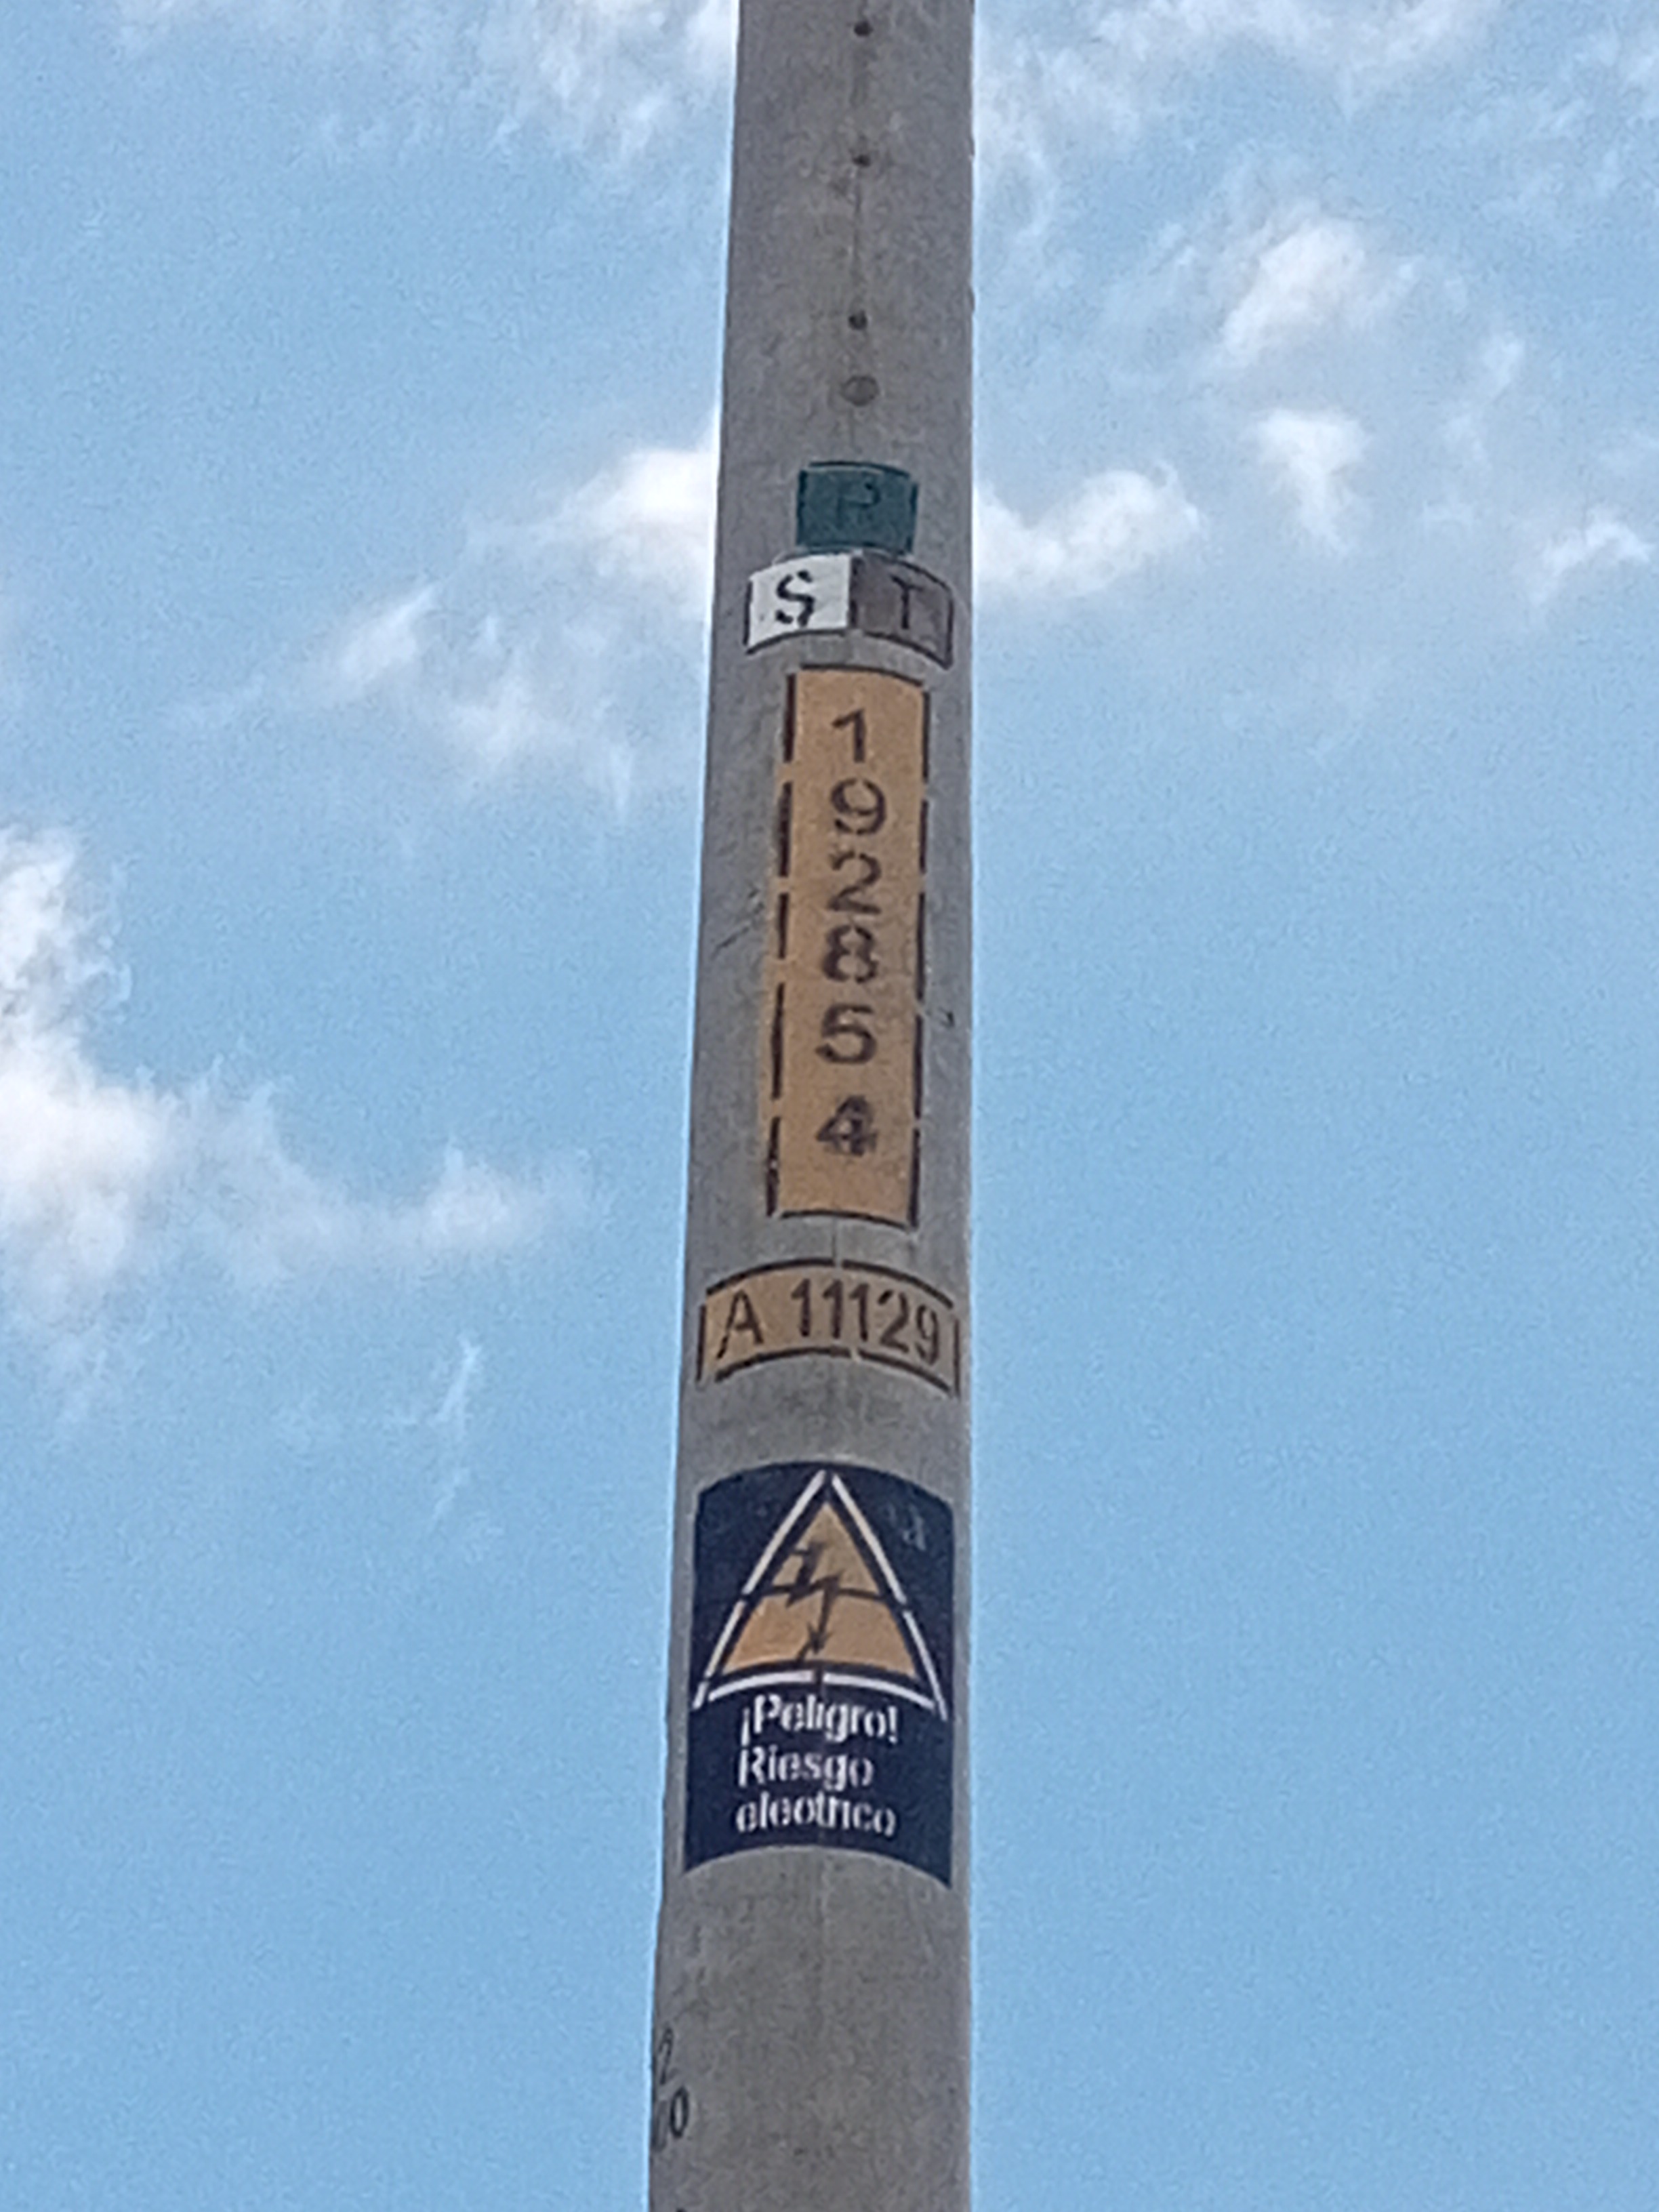 R
S T
1
9
2
8
5
4
A 11129
¡Peligro!
Riesgo
electrico